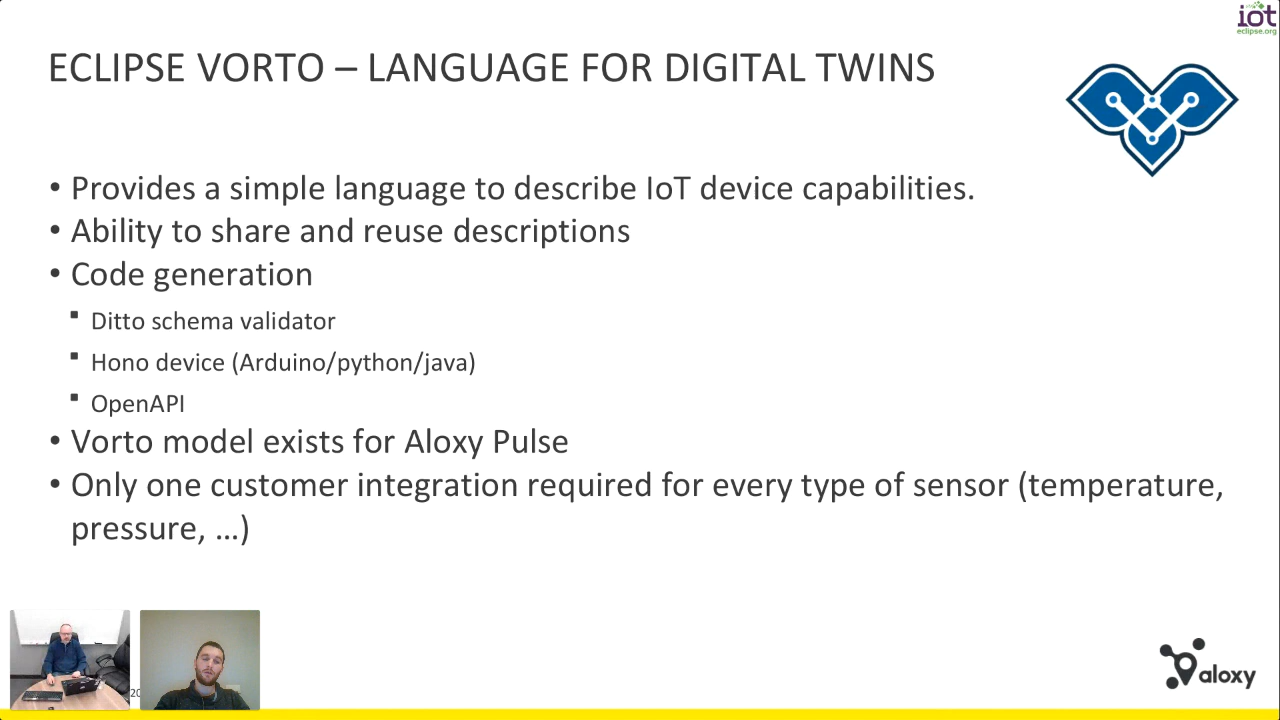 iot
eclipse.org
ECLIPSE VORTO – LANGUAGE FOR DIGITAL TWINS
• Provides a simple language to describe IoT device capabilities.
• Ability to share and reuse descriptions
• Code generation
▪ Ditto schema validator
▪ Hono device (Arduino/python/java)
▪ OpenAPI
• Vorto model exists for Aloxy Pulse
• Only one customer integration required for every type of sensor (temperature,
pressure, …)
20
aloxy